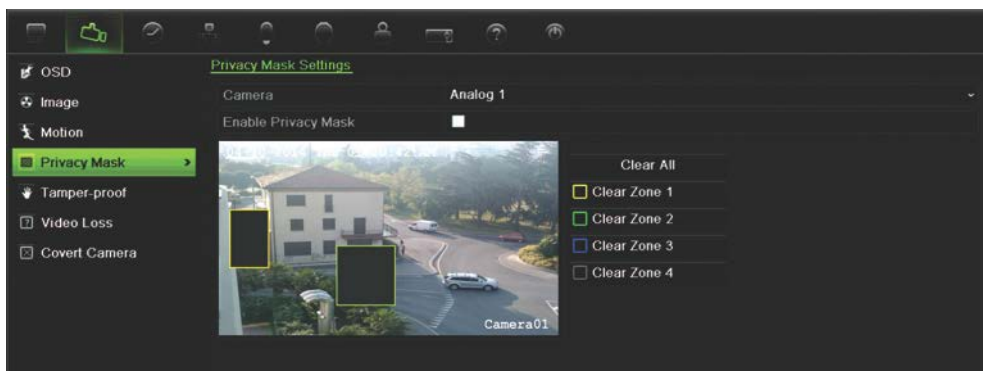 OSD
Image
Motion
Privacy Mask
Tamper-proof
Video Loss
Covert Camera
Privacy Mask Settings
Camera Analog 1
Enable Privacy Mask
Clear All
Clear Zone 1
Clear Zone 2
Clear Zone 3
Clear Zone 4
Camera01